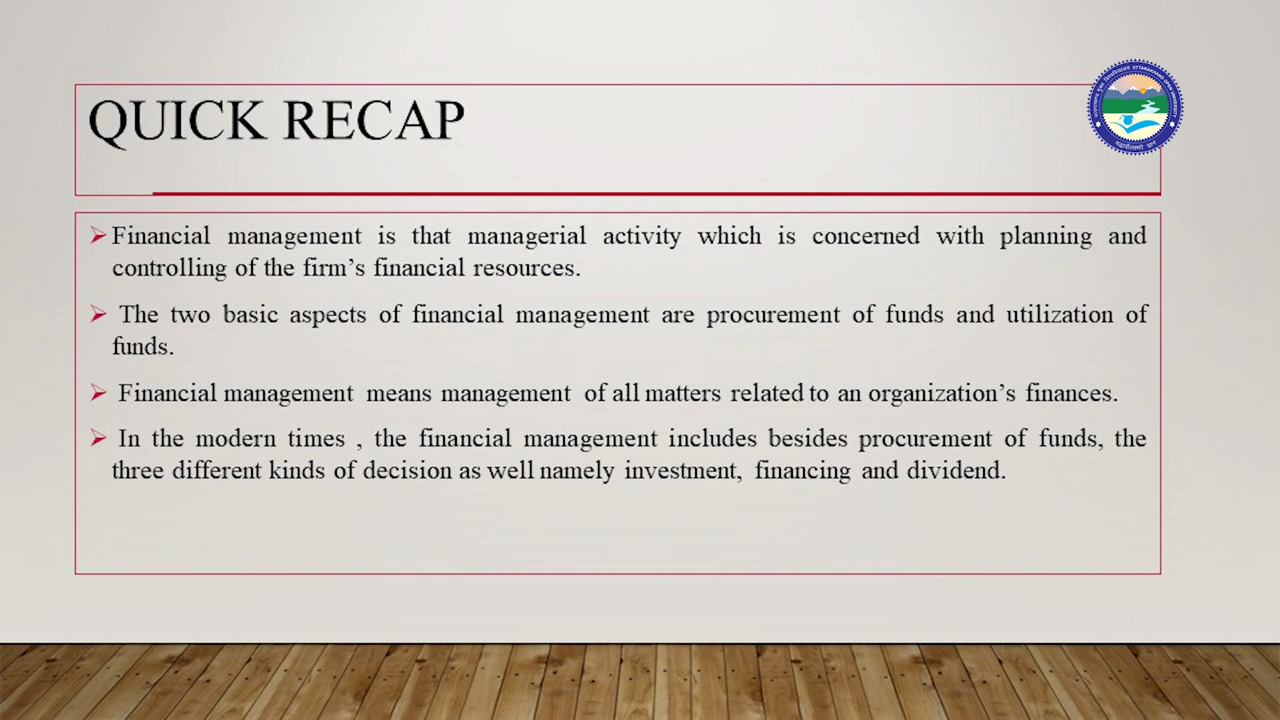 QUICK RECAP
UTTARAKHAND OPEN UNIVERSITY
➢Financial management is that managerial activity which is concerned with planning and
controlling of the firm’s financial resources.
➢ The two basic aspects of financial management are procurement of funds and utilization of
funds.
➢ Financial management means management of all matters related to an organization’s finances.
➢ In the modern times , the financial management includes besides procurement of funds, the
three different kinds of decision as well namely investment, financing and dividend.